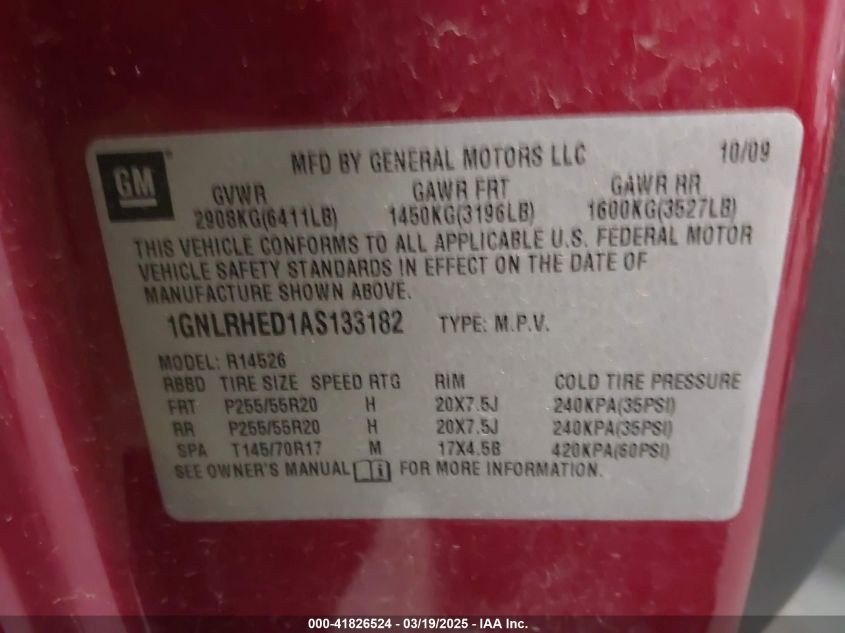 GM
MFD BY GENERAL MOTORS LLC 10/09
GVWR GAWR FRT GAWR RR
2908KG(6411LB) 1450KG(3196LB) 1600KG(3527LB)
THIS VEHICLE CONFORMS TO ALL APPLICABLE U.S. FEDERAL MOTOR
VEHICLE SAFETY STANDARDS IN EFFECT ON THE DATE OF
MANUFACTURE SHOWN ABOVE.
1GNLRHED1AS133182 TYPE: M.P.V.
MODEL: R14526
RBBD TIRE SIZE SPEED RTG RIM COLD TIRE PRESSURE
FRT P255/55R20 H 20X7.5J 240KPA(35PSI)
RR P255/55R20 H 20X7.5J 240KPA(35PSI)
SPA T145/70R17 M 17X4.5B 420KPA(60PSI)
SEE OWNER'S MANUAL FOR MORE INFORMATION.
000-41826524 - 03/19/2025 - IAA Inc.